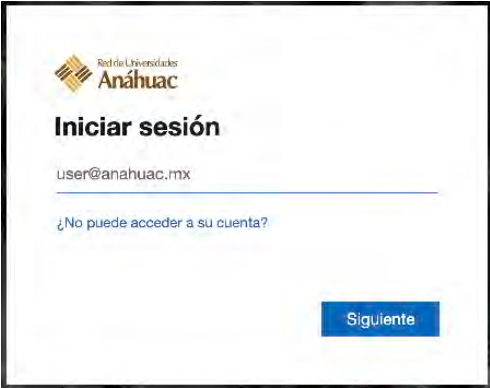 Red de Universidades
Anáhuac
Iniciar sesión
user@anahuac.mx
¿No puede acceder a su cuenta?
Siguiente